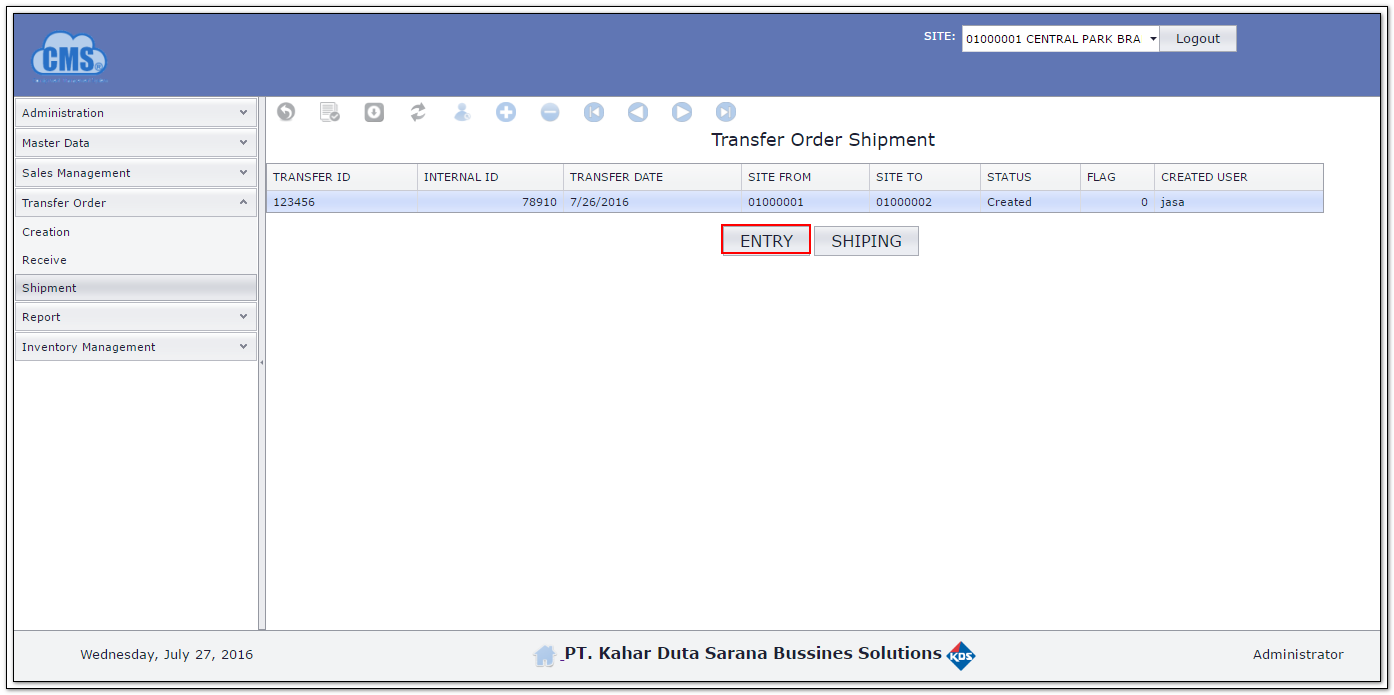 SITE: 01000001 CENTRAL PARK BRA Logout
CMS®
Administration
Master Data
Sales Management
Transfer Order
Creation
Receive
Shipment
Report
Inventory Management
Transfer Order Shipment
TRANSFER ID INTERNAL ID TRANSFER DATE SITE FROM SITE TO STATUS FLAG CREATED USER
123456 78910 7/26/2016 01000001 01000002 Created 0 jasa
ENTRY SHIPING
Wednesday, July 27, 2016 PT. Kahar Duta Sarana Bussines Solutions KDS Administrator